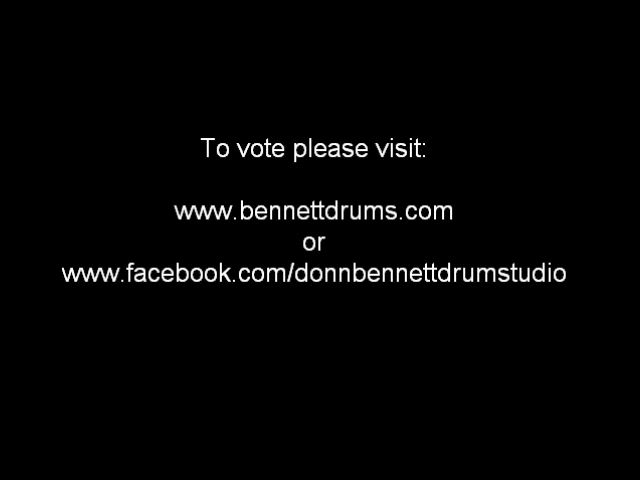 To vote please visit:
www.bennettdrums.com
or
www.facebook.com/donnbennettdrumstudio